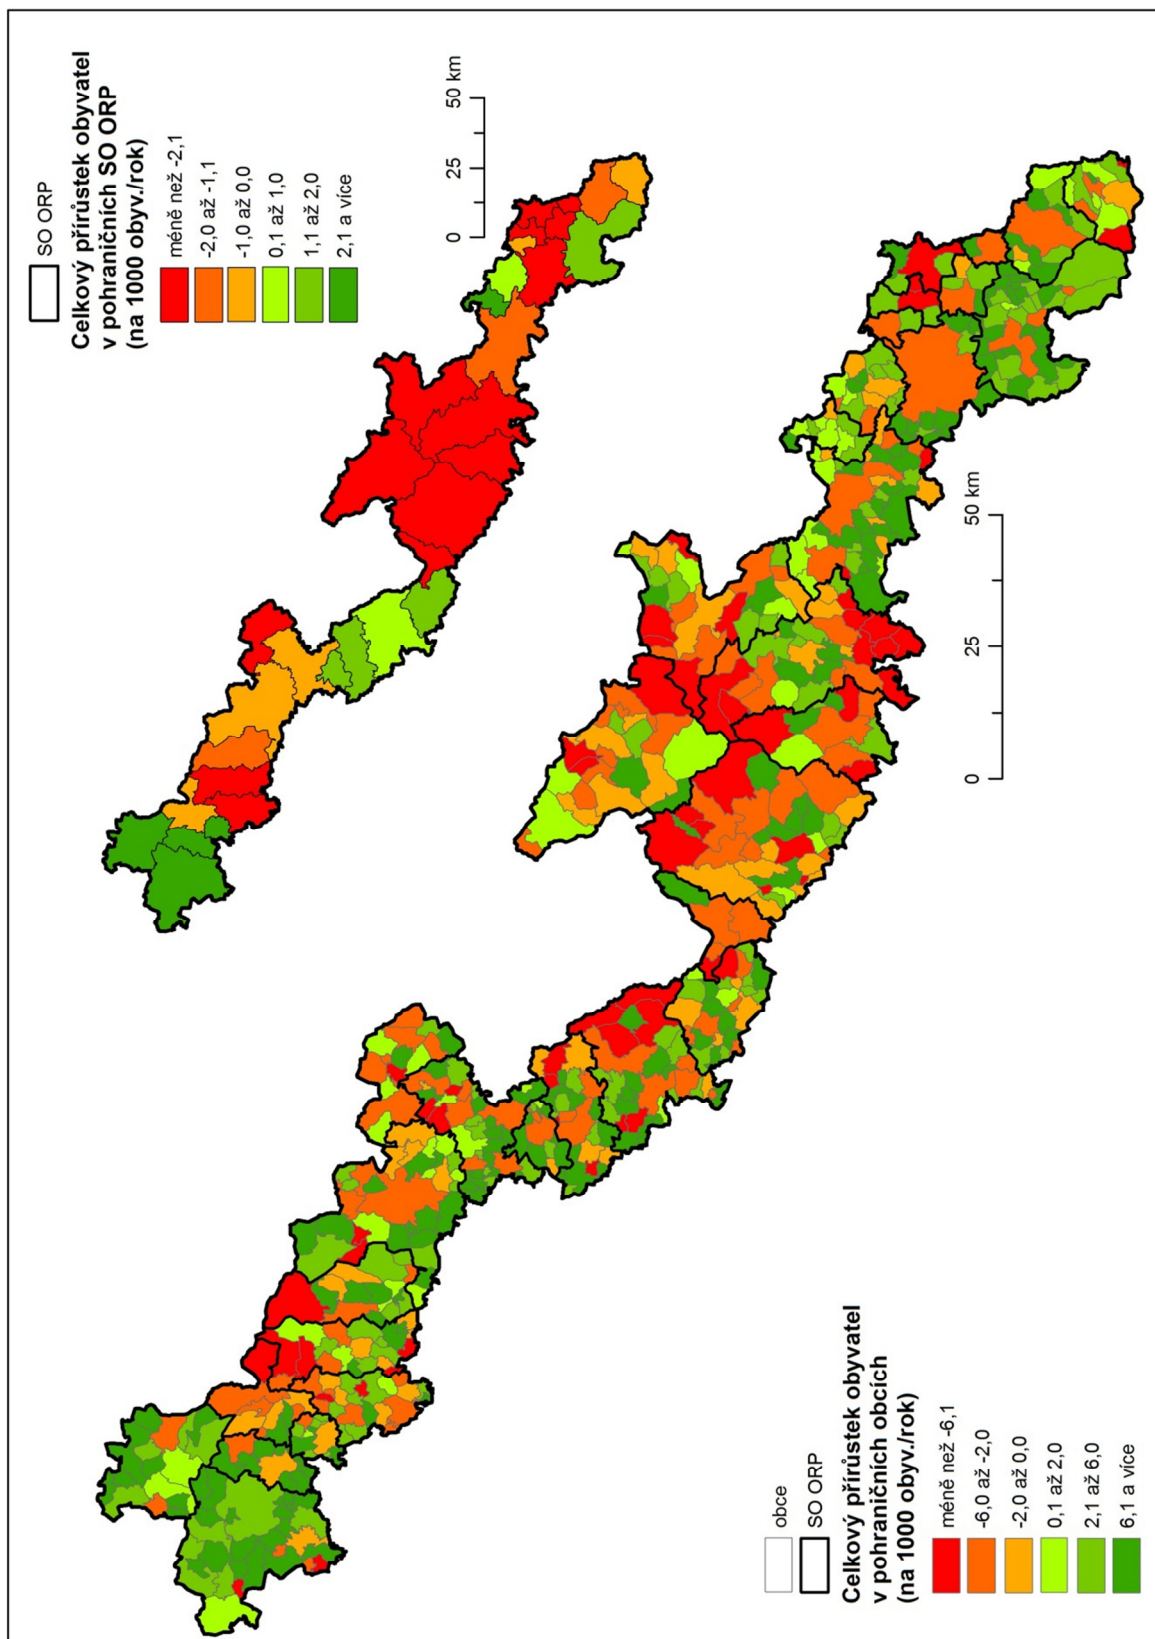 SO ORP
Celkový přírůstek obyvatel
v pohraničních SO ORP
(na 1000 obyv./rok)
méně než -2,1
-2,0 až -1,1
-1,0 až 0,0
0,1 až 1,0
1,1 až 2,0
2,1 a více
0 25 50 km
obce
SO ORP
Celkový přírůstek obyvatel
v pohraničních obcích
(na 1000 obyv./rok)
méně než -6,1
-6,0 až -2,0
-2,0 až 0,0
0,1 až 2,0
2,1 až 6,0
6,1 a více
0 25 50 km